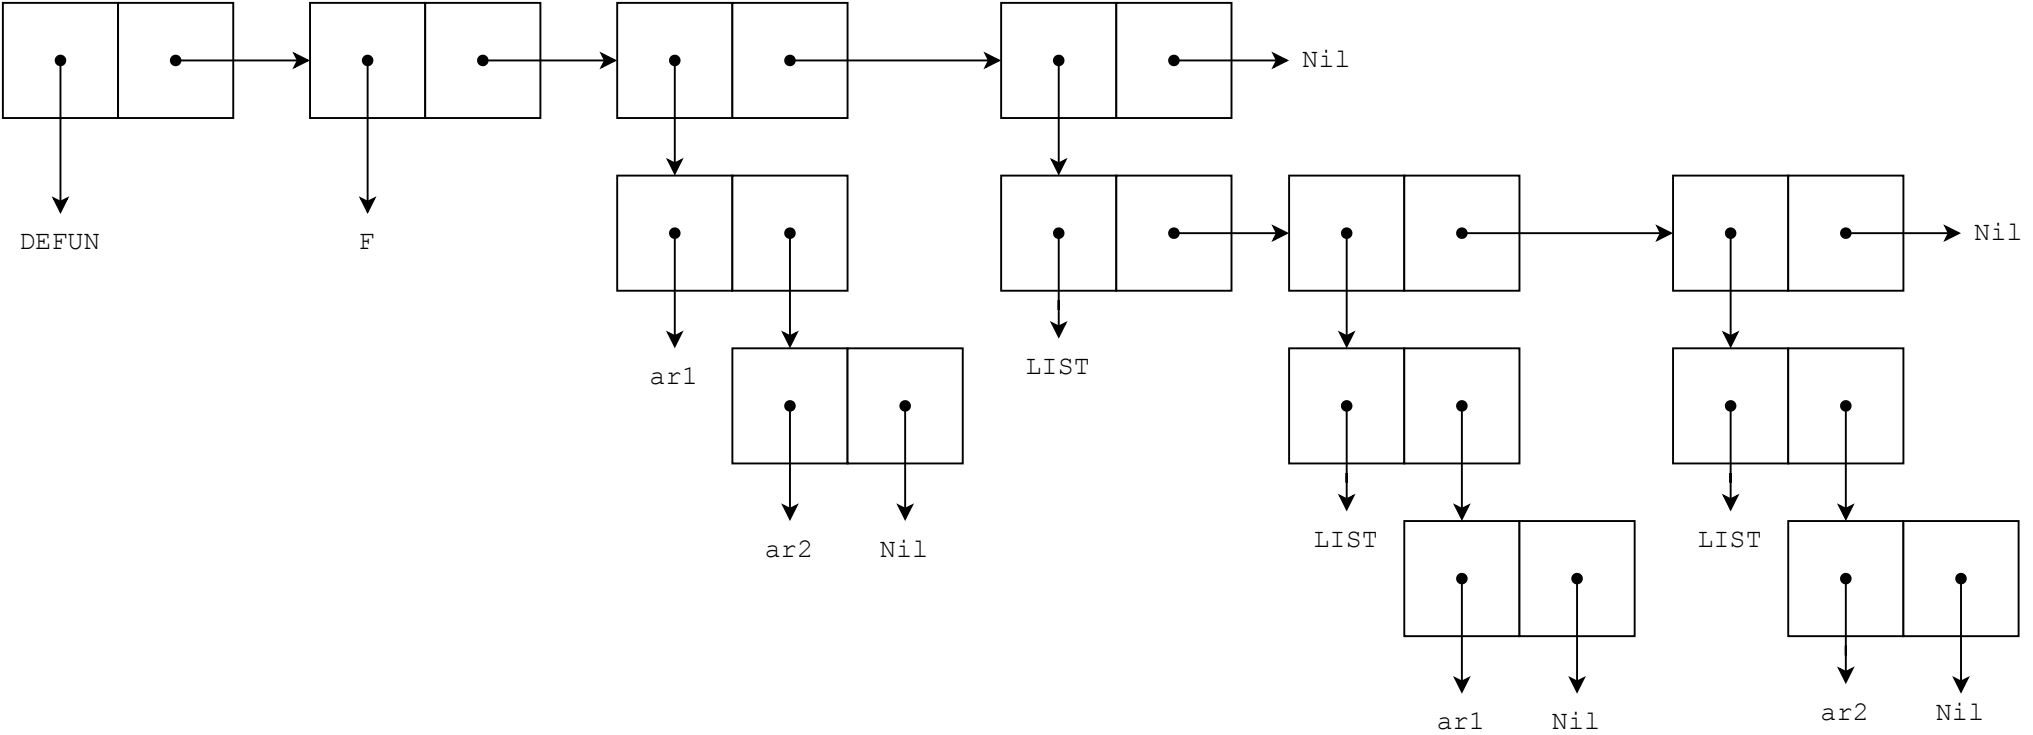 Nil
DEFUN
F
Nil
ar1
LIST
ar2
Nil
LIST
LIST
ar1
Nil
ar2
Nil